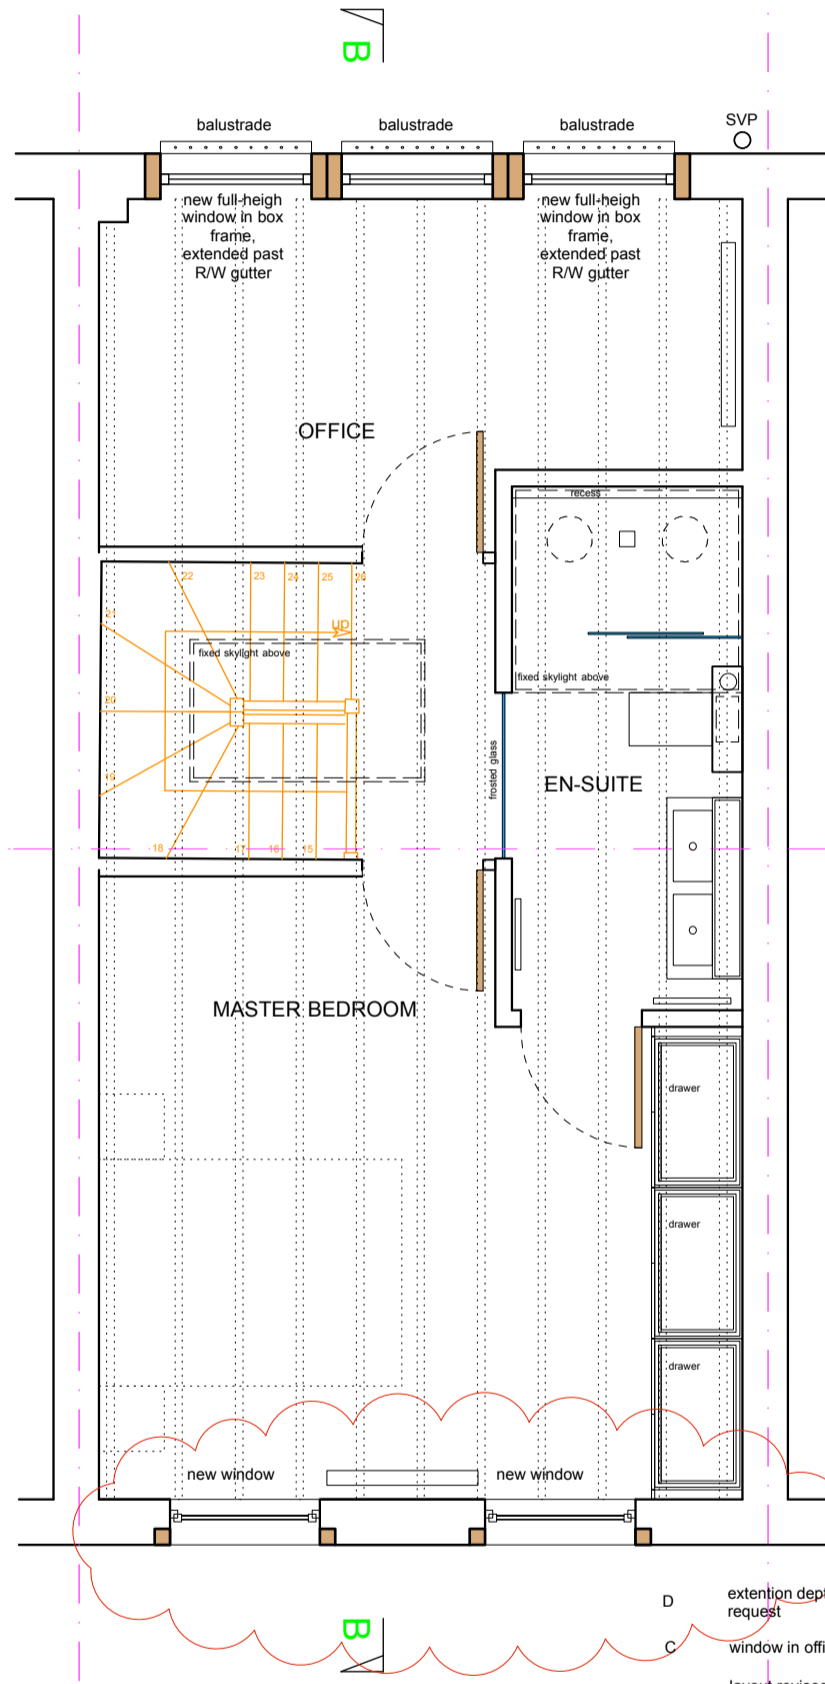 B
balustrade
balustrade
balustrade
SVP
new full-heigh
window in box
frame,
extended past
R/W gutter
new full-heigh
window in box
frame,
extended past
R/W gutter
OFFICE
recess
22
23
24
25
26
21
UP
fixed skylight above
fixed skylight above
20
frosted glass
EN-SUITE
19
18
17
16
15
MASTER BEDROOM
drawer
drawer
drawer
new window
new window
D
extention dept
request
B
C
window in offi